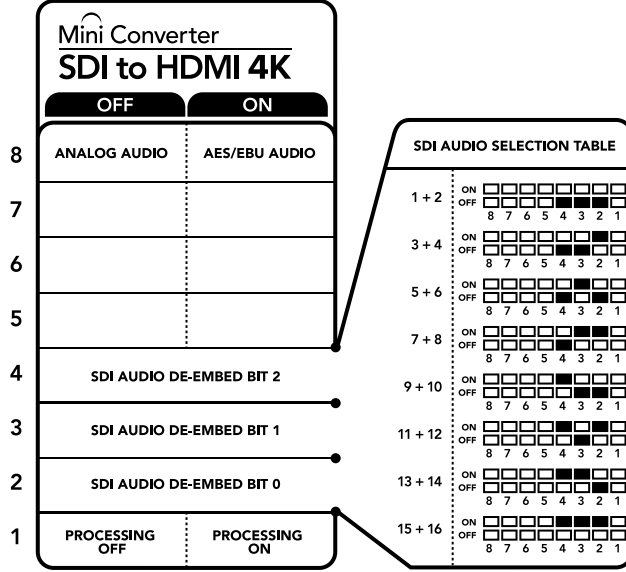 Mini Converter
SDI to HDMI 4K
OFF ON
8 ANALOG AUDIO AES/EBU AUDIO
7
6
5
4 SDI AUDIO DE-EMBED BIT 2
3 SDI AUDIO DE-EMBED BIT 1
2 SDI AUDIO DE-EMBED BIT 0
1 PROCESSING OFF PROCESSING ON
SDI AUDIO SELECTION TABLE
1 + 2 ON
OFF
8 7 6 5 4 3 2 1
3 + 4 ON
OFF
8 7 6 5 4 3 2 1
5 + 6 ON
OFF
8 7 6 5 4 3 2 1
7 + 8 ON
OFF
8 7 6 5 4 3 2 1
9 + 10 ON
OFF
8 7 6 5 4 3 2 1
11 + 12 ON
OFF
8 7 6 5 4 3 2 1
13 + 14 ON
OFF
8 7 6 5 4 3 2 1
15 + 16 ON
OFF
8 7 6 5 4 3 2 1